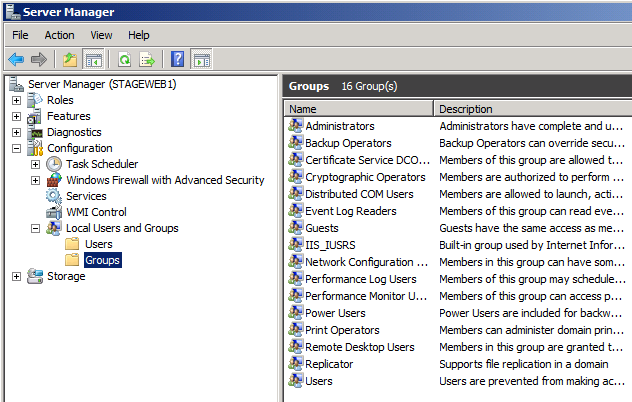 Server Manager
File Action View Help
Server Manager (STAGEWEB1)
Roles
Features
Diagnostics
Configuration
Task Scheduler
Windows Firewall with Advanced Security
Services
WMI Control
Local Users and Groups
Users
Groups
Storage
Groups 16 Group(s)
Name Description
Administrators Administrators have complete and u...
Backup Operators Backup Operators can override secu...
Certificate Service DCO... Members of this group are allowed t...
Cryptographic Operators Members are authorized to perform ...
Distributed COM Users Members are allowed to launch, acti...
Event Log Readers Members of this group can read eve...
Guests Guests have the same access as me...
IIS_IUSRS Built-in group used by Internet Infor...
Network Configuration ... Members in this group can have som...
Performance Log Users Members of this group may schedule...
Performance Monitor U... Members of this group can access p...
Power Users Power Users are included for backw...
Print Operators Members can administer domain prin...
Remote Desktop Users Members in this group are granted t...
Replicator Supports file replication in a domain
Users Users are prevented from making ac...